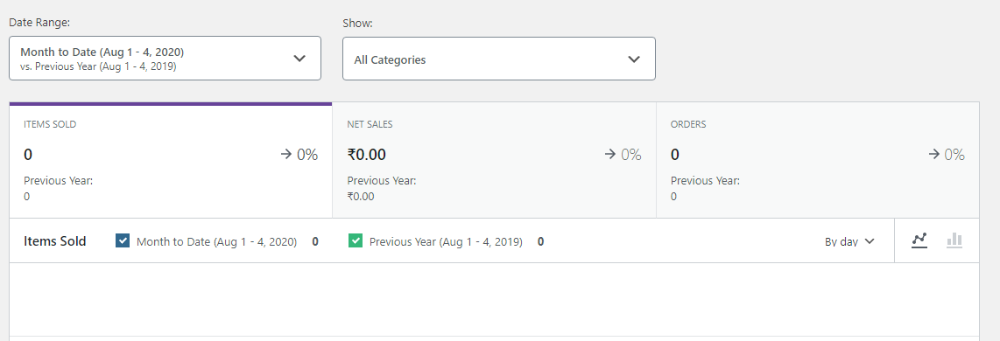 Date Range:
Show:
Month to Date (Aug 1 - 4, 2020)
vs. Previous Year (Aug 1 - 4, 2019)
All Categories
ITEMS SOLD
0
0%
Previous Year:
0
NET SALES
₹0.00
0%
Previous Year:
₹0.00
ORDERS
0
0%
Previous Year:
0
Items Sold
Month to Date (Aug 1 - 4, 2020) 0
Previous Year (Aug 1 - 4, 2019) 0
By day